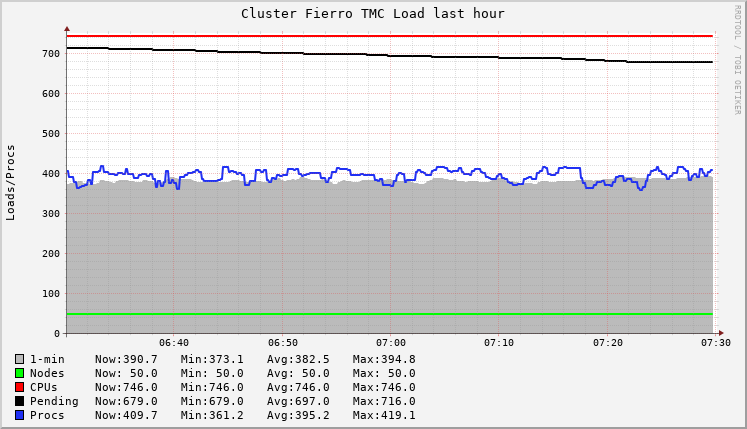 Cluster Fierro TMC Load last hour
RRDTOOL / TOBI OETIKER
Loads/Procs
700
600
500
400
300
200
100
0
06:40 06:50 07:00 07:10 07:20 07:30
1-min Now:390.7 Min:373.1 Avg:382.5 Max:394.8
Nodes Now: 50.0 Min: 50.0 Avg: 50.0 Max: 50.0
CPUs Now:746.0 Min:746.0 Avg:746.0 Max:746.0
Pending Now:679.0 Min:679.0 Avg:697.0 Max:716.0
Procs Now:409.7 Min:361.2 Avg:395.2 Max:419.1